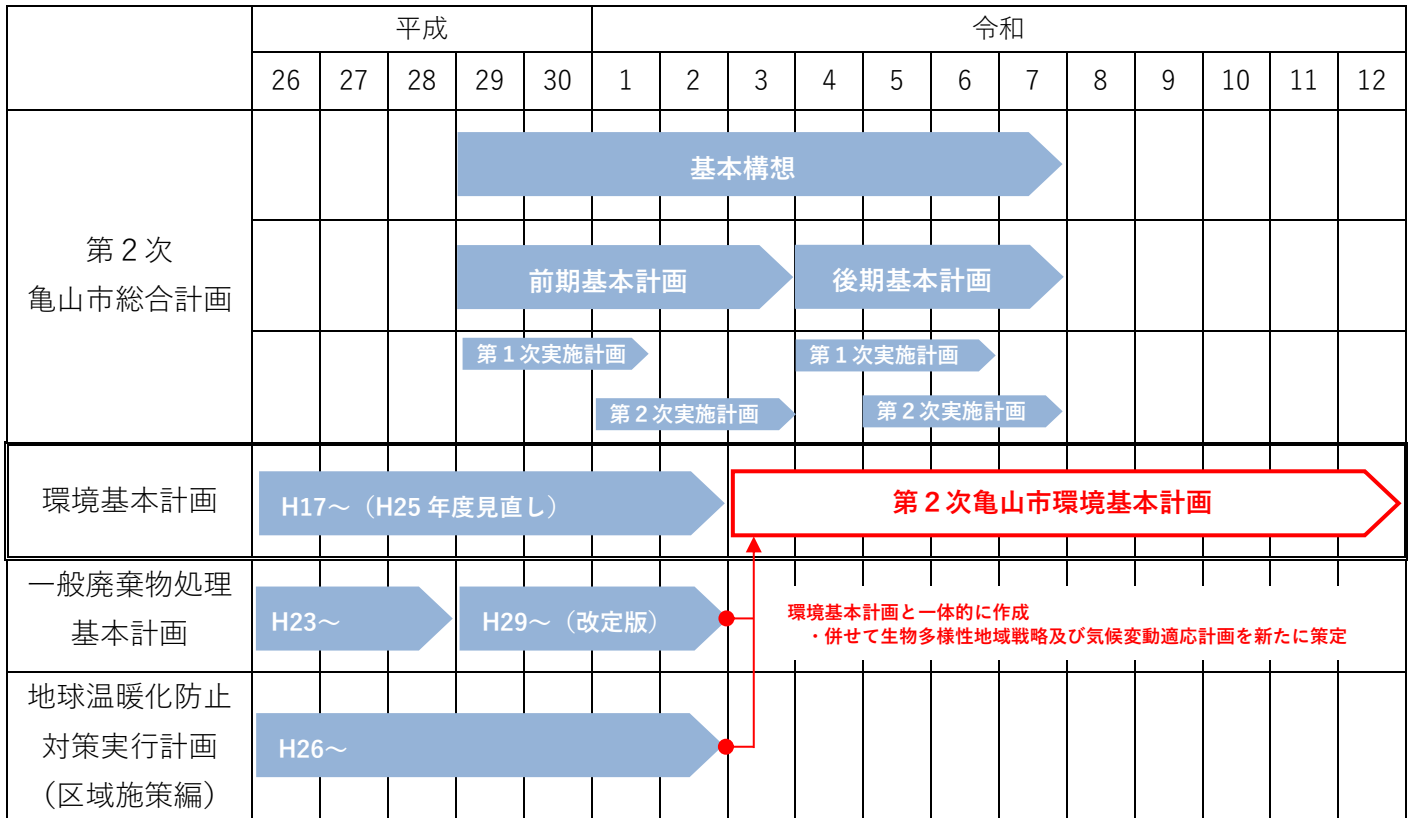 平成
令和
26 27 28 29 30 1 2 3 4 5 6 7 8 9 10 11 12
第２次
亀山市総合計画
基本構想
前期基本計画
後期基本計画
第１次実施計画
第１次実施計画
第２次実施計画
第２次実施計画
環境基本計画
H17～（H25 年度見直し）
第２次亀山市環境基本計画
一般廃棄物処理
基本計画
H23～
H29～（改定版）
環境基本計画と一体的に作成
・併せて生物多様性地域戦略及び気候変動適応計画を新たに策定
地球温暖化防止
対策実行計画
（区域施策編）
H26～